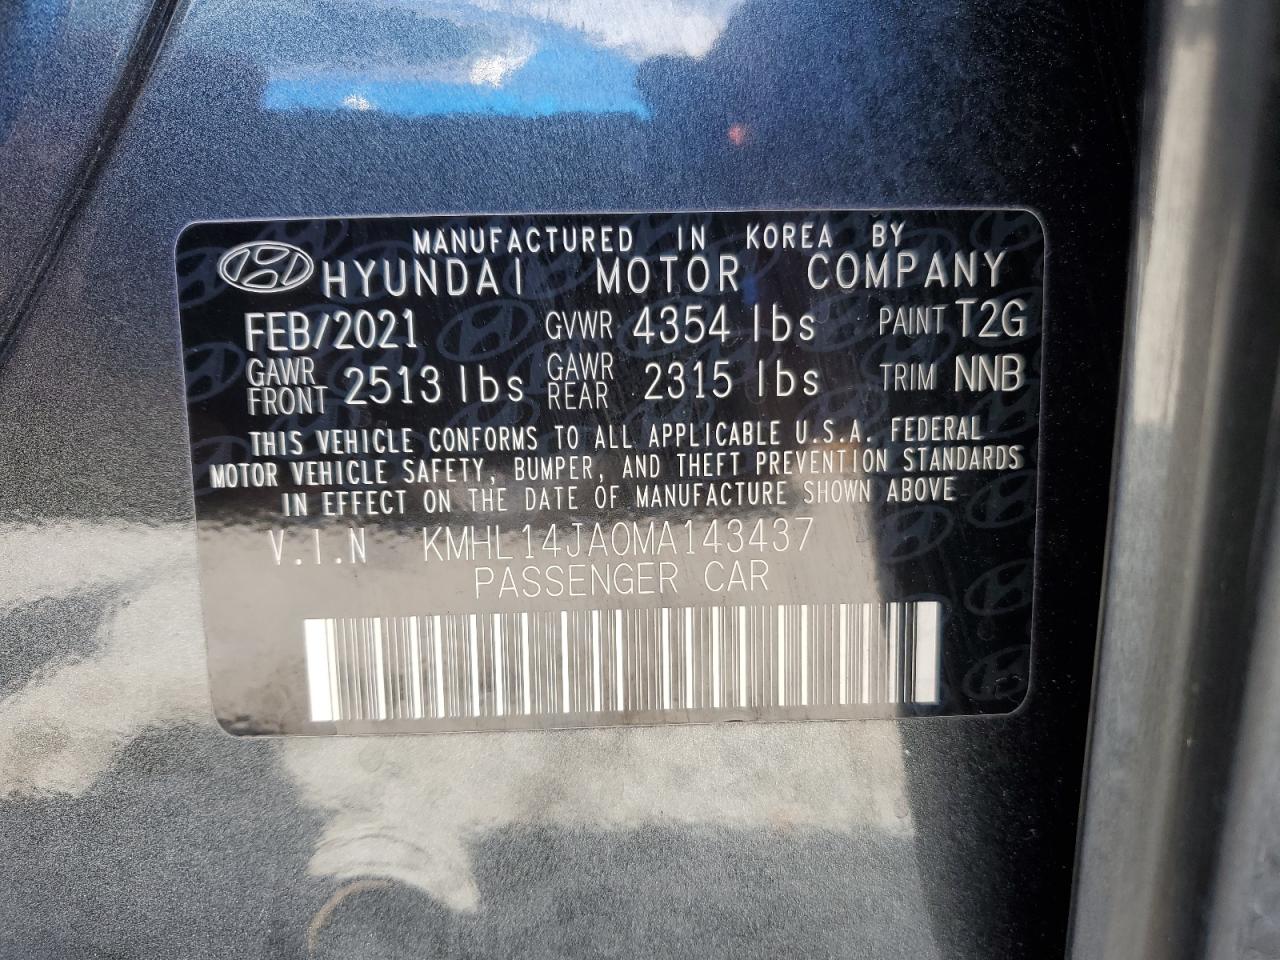 MANUFACTURED IN KOREA BY
HYUNDAI MOTOR COMPANY
FEB/2021 GVWR 4354 lbs PAINT T2G
GAWR FRONT 2513 lbs GAWR REAR 2315 lbs TRIM NNB
THIS VEHICLE CONFORMS TO ALL APPLICABLE U.S.A. FEDERAL
MOTOR VEHICLE SAFETY, BUMPER, AND THEFT PREVENTION STANDARDS
IN EFFECT ON THE DATE OF MANUFACTURE SHOWN ABOVE
V.I.N KMHL14JA0MA143437
PASSENGER CAR